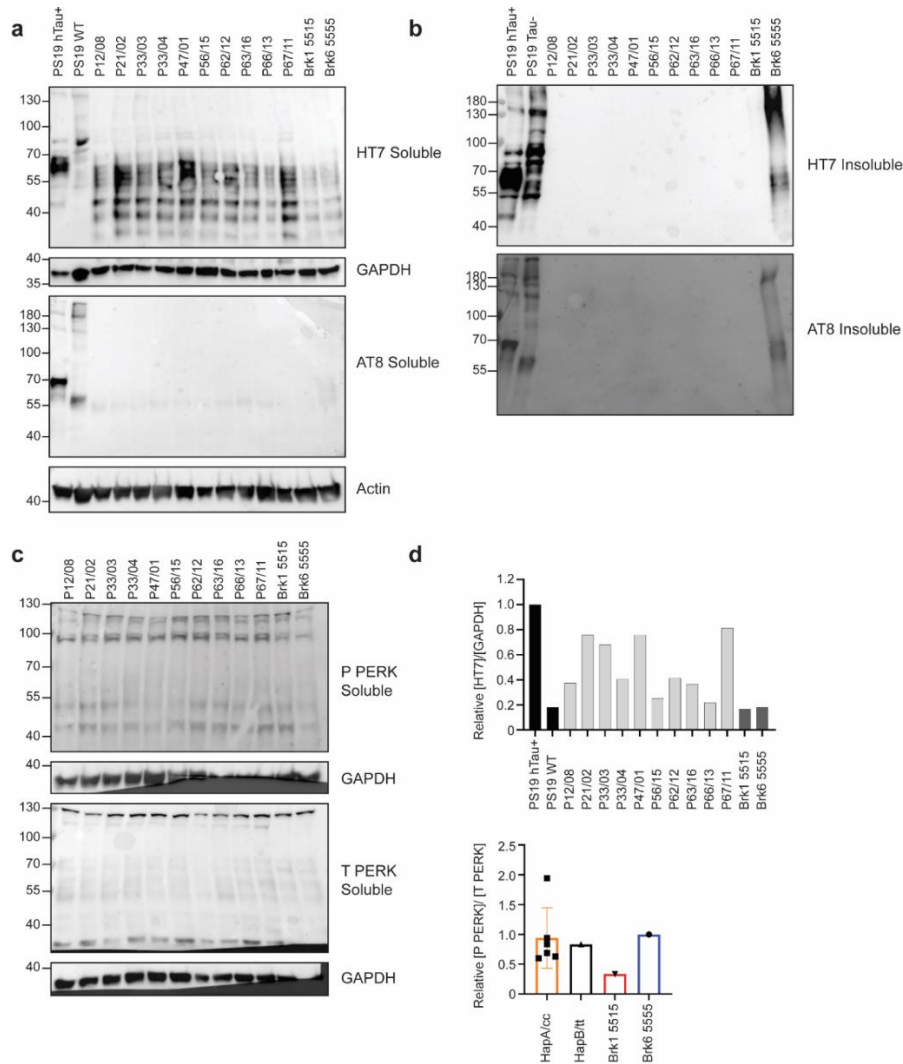 a
PS19 hTau+
PS19 WT
P12/08
P21/02
P33/03
P33/04
P47/01
P56/15
P62/12
P63/16
P66/13
P67/11
Brk1 5515
Brk6 5555
130
100
70
55
40
HT7 Soluble
40
35
GAPDH
180
130
100
70
55
40
AT8 Soluble
40
Actin
b
PS19 hTau+
PS19 Tau-
P12/08
P21/02
P33/03
P33/04
P47/01
P56/15
P62/12
P63/16
P66/13
P67/11
Brk1 5515
Brk6 5555
180
130
100
70
55
40
HT7 Insoluble
180
130
100
70
55
AT8 Insoluble
c
P12/08
P21/02
P33/03
P33/04
P47/01
P56/15
P62/12
P63/16
P66/13
P67/11
Brk1 5515
Brk6 5555
130
100
55
40
P PERK
Soluble
40
GAPDH
130
100
55
40
T PERK
Soluble
40
GAPDH
d
Relative [HT7]/[GAPDH]
1.2
1.0
0.8
0.6
0.4
0.2
0
PS19 hTau+
PS19 WT
P12/08
P21/02
P33/03
P33/04
P47/01
P56/15
P62/12
P63/16
P66/13
P67/11
Brk1 5515
Brk6 5555
Relative [P PERK]/ [T PERK]
2.5
2.0
1.5
1.0
0.5
0
HapA/cc
HapB/tt
Brk1 5515
Brk6 5555